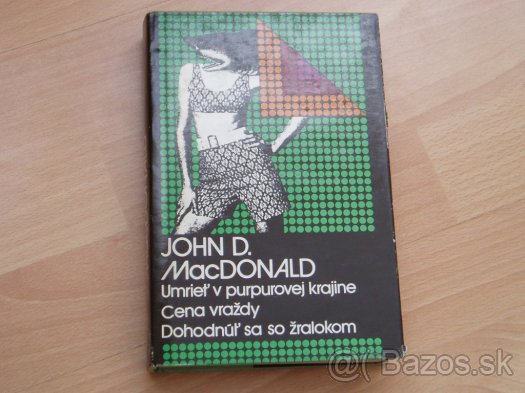 JOHN D.
MacDONALD
Umrieť v purpurovej krajine
Cena vraždy
Dohodnúť sa so žralokom
@( Bazos.sk